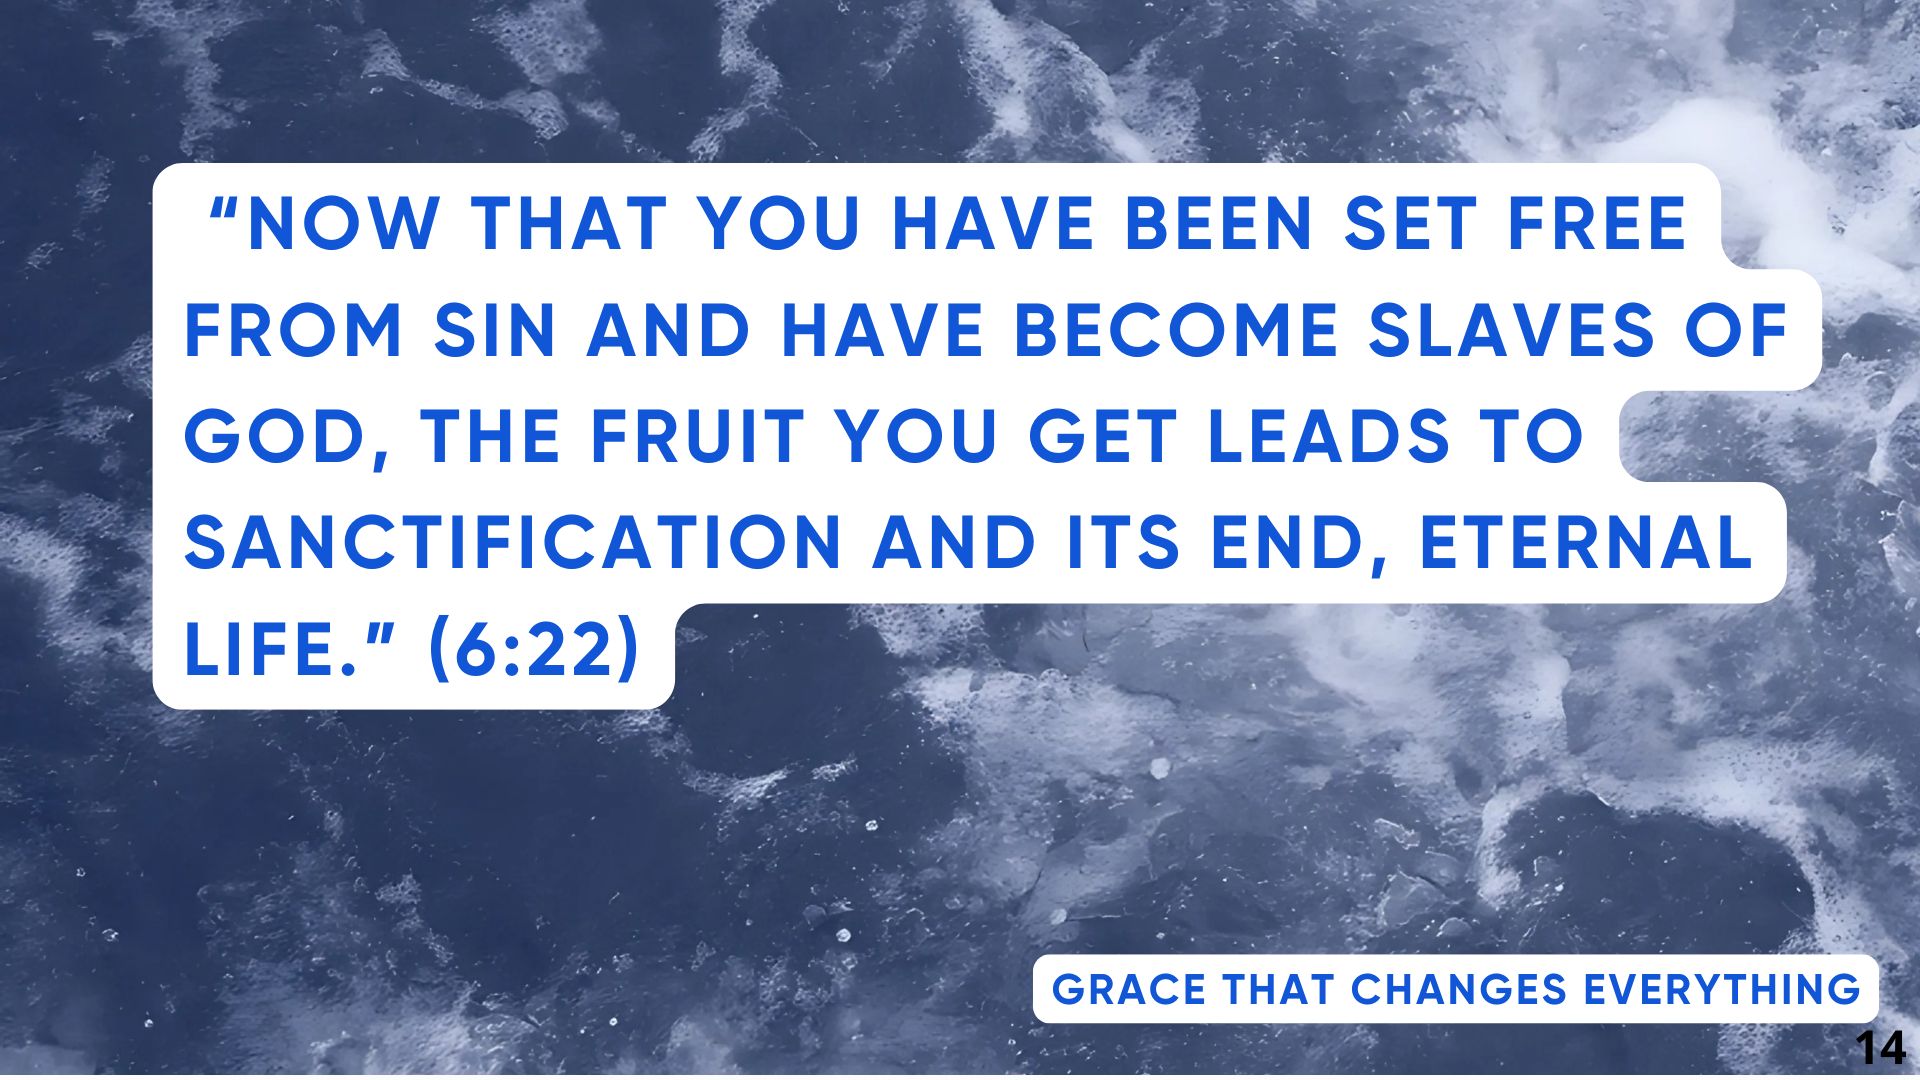 “NOW THAT YOU HAVE BEEN SET FREE
FROM SIN AND HAVE BECOME SLAVES OF
GOD, THE FRUIT YOU GET LEADS TO
SANCTIFICATION AND ITS END, ETERNAL
LIFE.” (6:22)
GRACE THAT CHANGES EVERYTHING
14